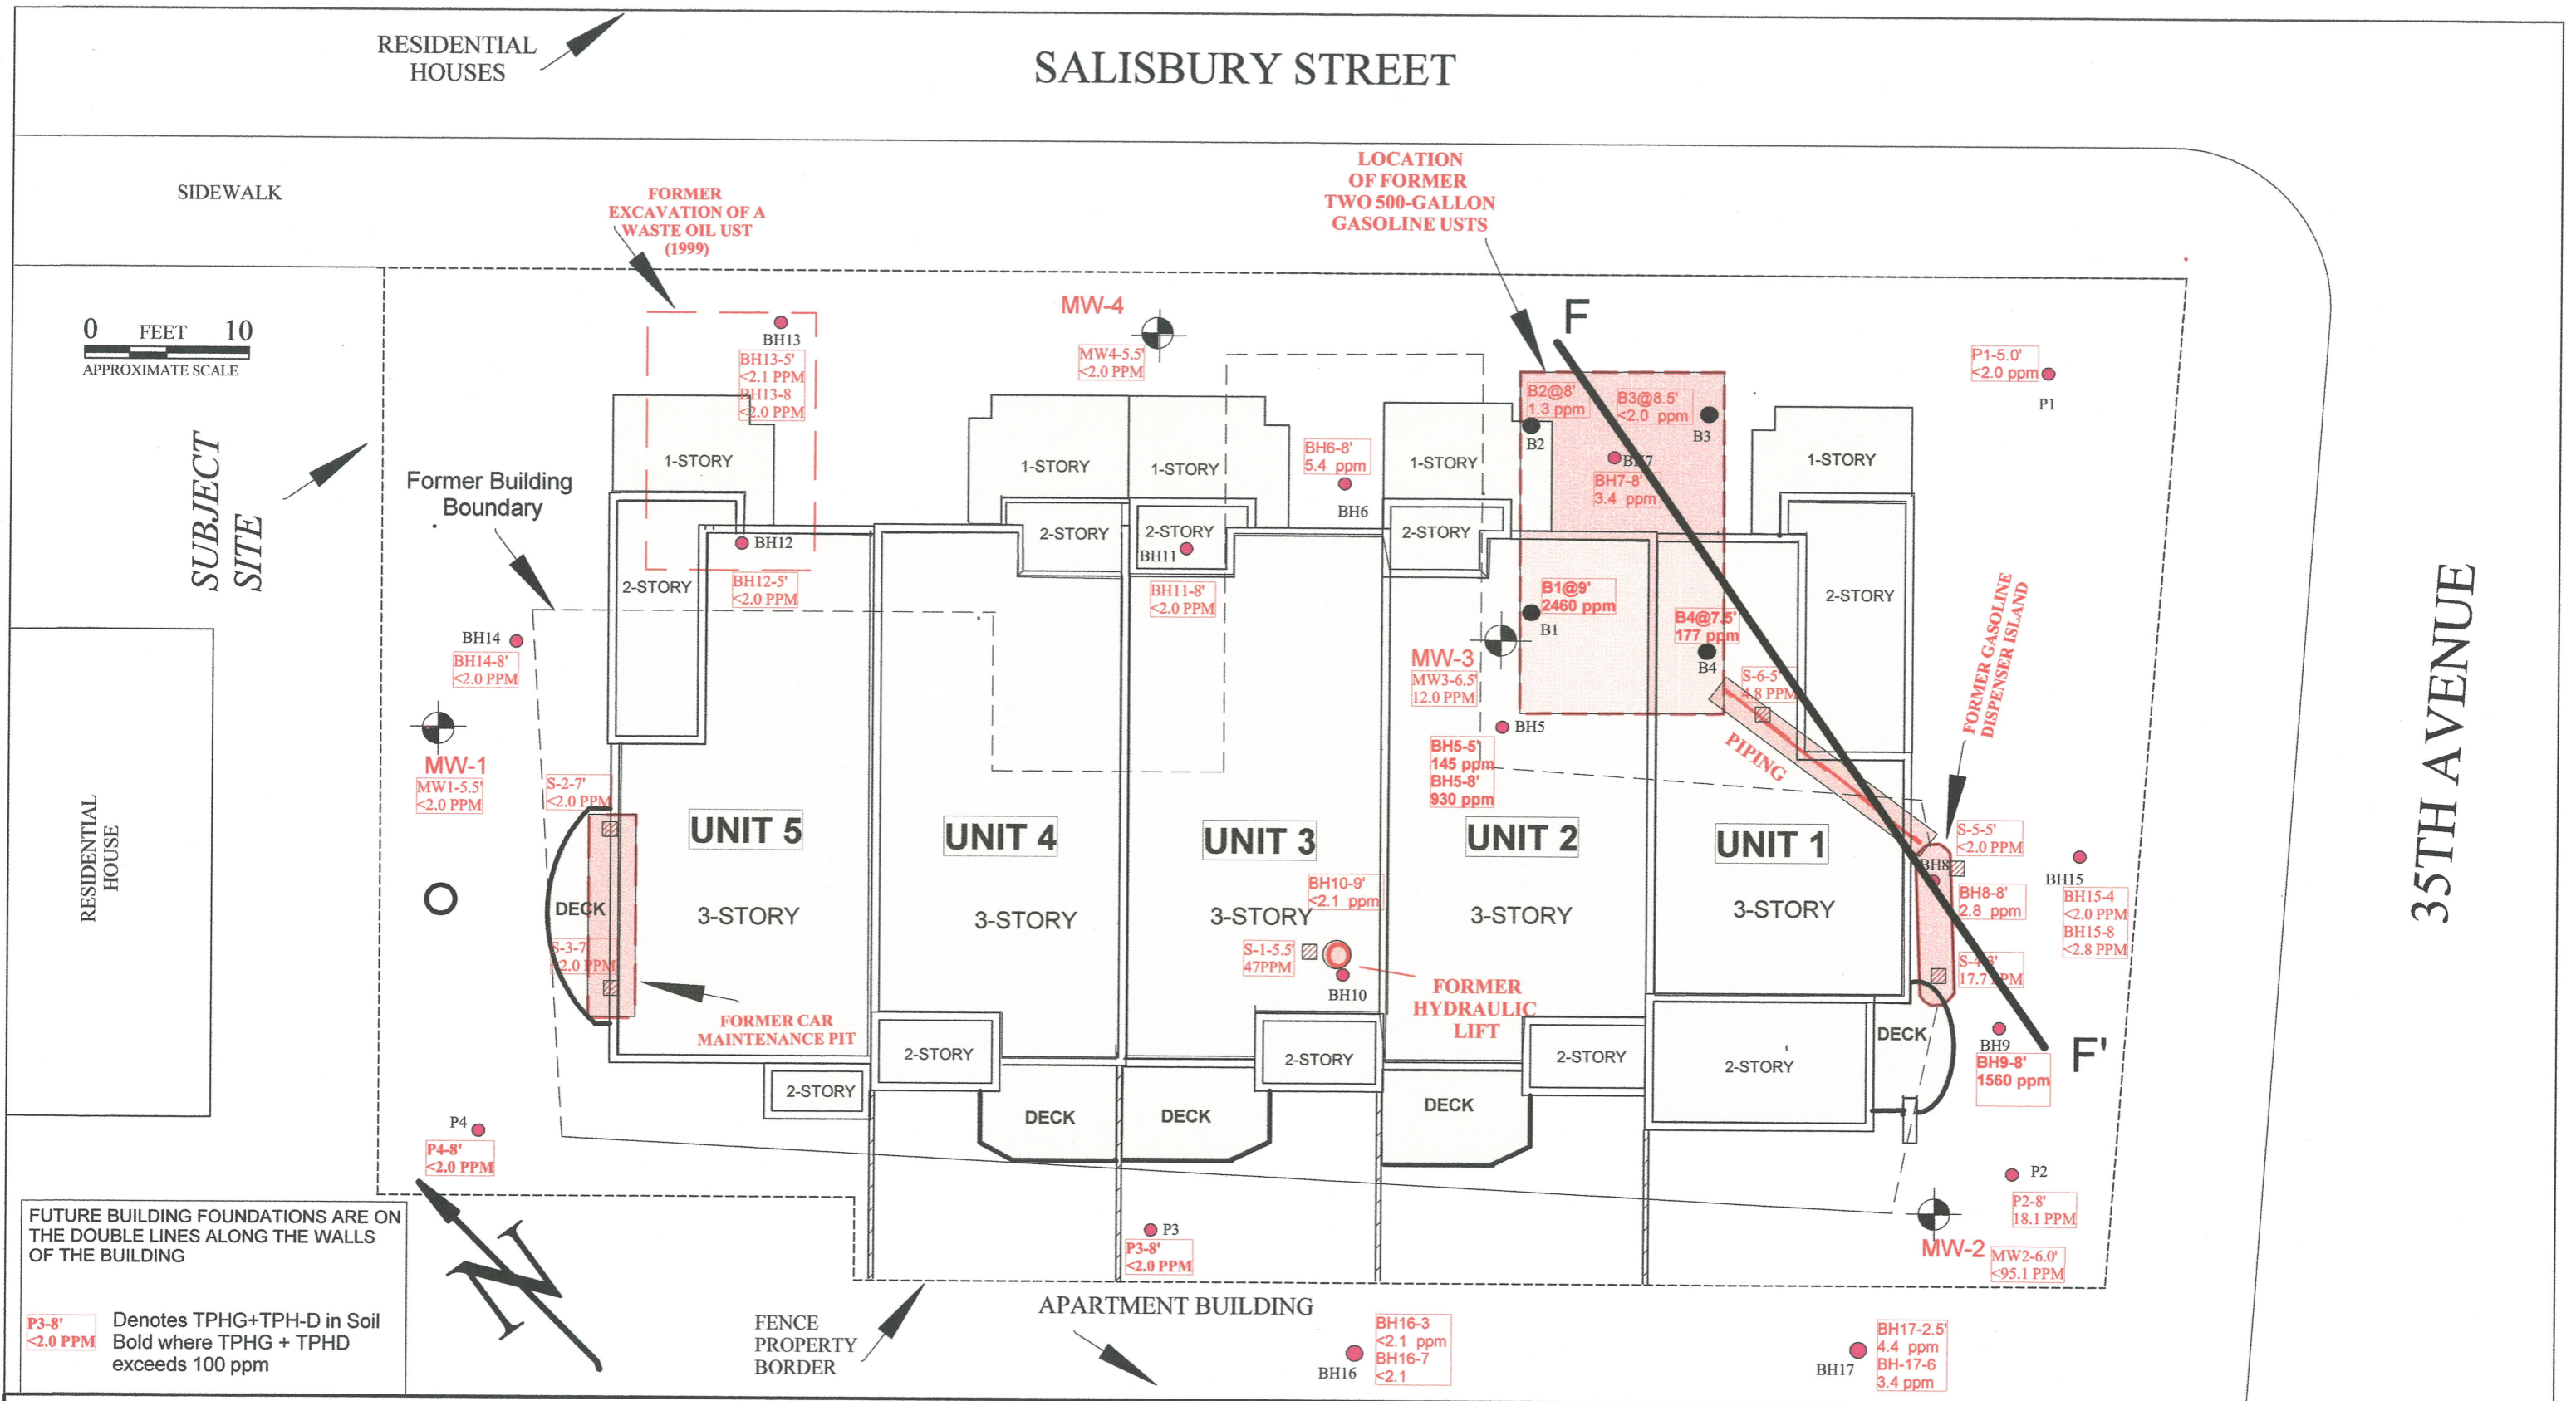 RESIDENTIAL
HOUSES
SALISBURY STREET
SIDEWALK
FORMER
EXCAVATION OF A
WASTE OIL UST
(1999)
LOCATION
OF FORMER
TWO 500-GALLON
GASOLINE USTS
0 FEET 10
APPROXIMATE SCALE
SUBJECT
SITE
BH13
BH13-5'
<2.1 PPM
BH13-8
<2.0 PPM
MW-4
MW4-5.5'
<2.0 PPM
F
P1-5.0'
<2.0 ppm
P1
B2@8'
1.3 ppm
B2
B3@8.5'
<2.0 ppm
B3
BH7
BH7-8'
3.4 ppm
BH6-8'
5.4 ppm
BH6
1-STORY
1-STORY
1-STORY
1-STORY
1-STORY
Former Building
Boundary
BH12
BH12-5'
<2.0 PPM
2-STORY
2-STORY
2-STORY
BH11
BH11-8'
<2.0 PPM
2-STORY
2-STORY
B1@9'
2460 ppm
B1
B4@7.5'
177 ppm
B4
BH14
BH14-8'
<2.0 PPM
MW-3
MW3-6.5'
12.0 PPM
S-6-5'
4.8 PPM
PIPING
FORMER GASOLINE
DISPENSER ISLAND
35TH AVENUE
BH5
BH5-5'
145 ppm
BH5-8'
930 ppm
MW-1
MW1-5.5'
<2.0 PPM
S-2-7'
<2.0 PPM
RESIDENTIAL
HOUSE
UNIT 5
UNIT 4
UNIT 3
UNIT 2
UNIT 1
3-STORY
3-STORY
3-STORY
3-STORY
3-STORY
DECK
S-3-7
<2.0 PPM
BH10-9'
<2.1 ppm
S-1-5.5'
47PPM
BH10
FORMER
HYDRAULIC
LIFT
S-5-5'
<2.0 PPM
BH8
BH8-8'
2.8 ppm
S-4-3'
17.7 PPM
BH15
BH15-4
<2.0 PPM
BH15-8
<2.8 PPM
FORMER CAR
MAINTENANCE PIT
F'
BH9
BH9-8'
1560 ppm
DECK
2-STORY
2-STORY
2-STORY
2-STORY
2-STORY
DECK
DECK
DECK
P4
P4-8'
<2.0 PPM
P3
P3-8'
<2.0 PPM
P2
P2-8'
18.1 PPM
MW-2
MW2-6.0'
<95.1 PPM
FUTURE BUILDING FOUNDATIONS ARE ON
THE DOUBLE LINES ALONG THE WALLS
OF THE BUILDING
P3-8'
<2.0 PPM
Denotes TPHG+TPH-D in Soil
Bold where TPHG + TPHD
exceeds 100 ppm
N
FENCE
PROPERTY
BORDER
APARTMENT BUILDING
BH16
BH16-3
<2.1 ppm
BH16-7
<2.1
BH17
BH17-2.5'
4.4 ppm
BH-17-6
3.4 ppm